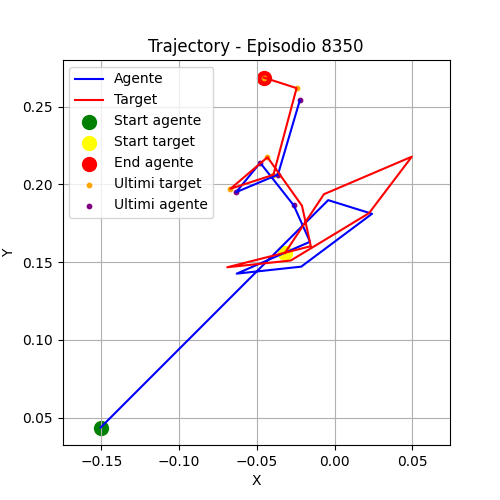 Trajectory - Episodio 8350
Agente
Target
Start agente
Start target
End agente
Ultimi target
Ultimi agente
0.25
0.20
0.15
0.10
0.05
Y
−0.15 −0.10 −0.05 0.00 0.05
X